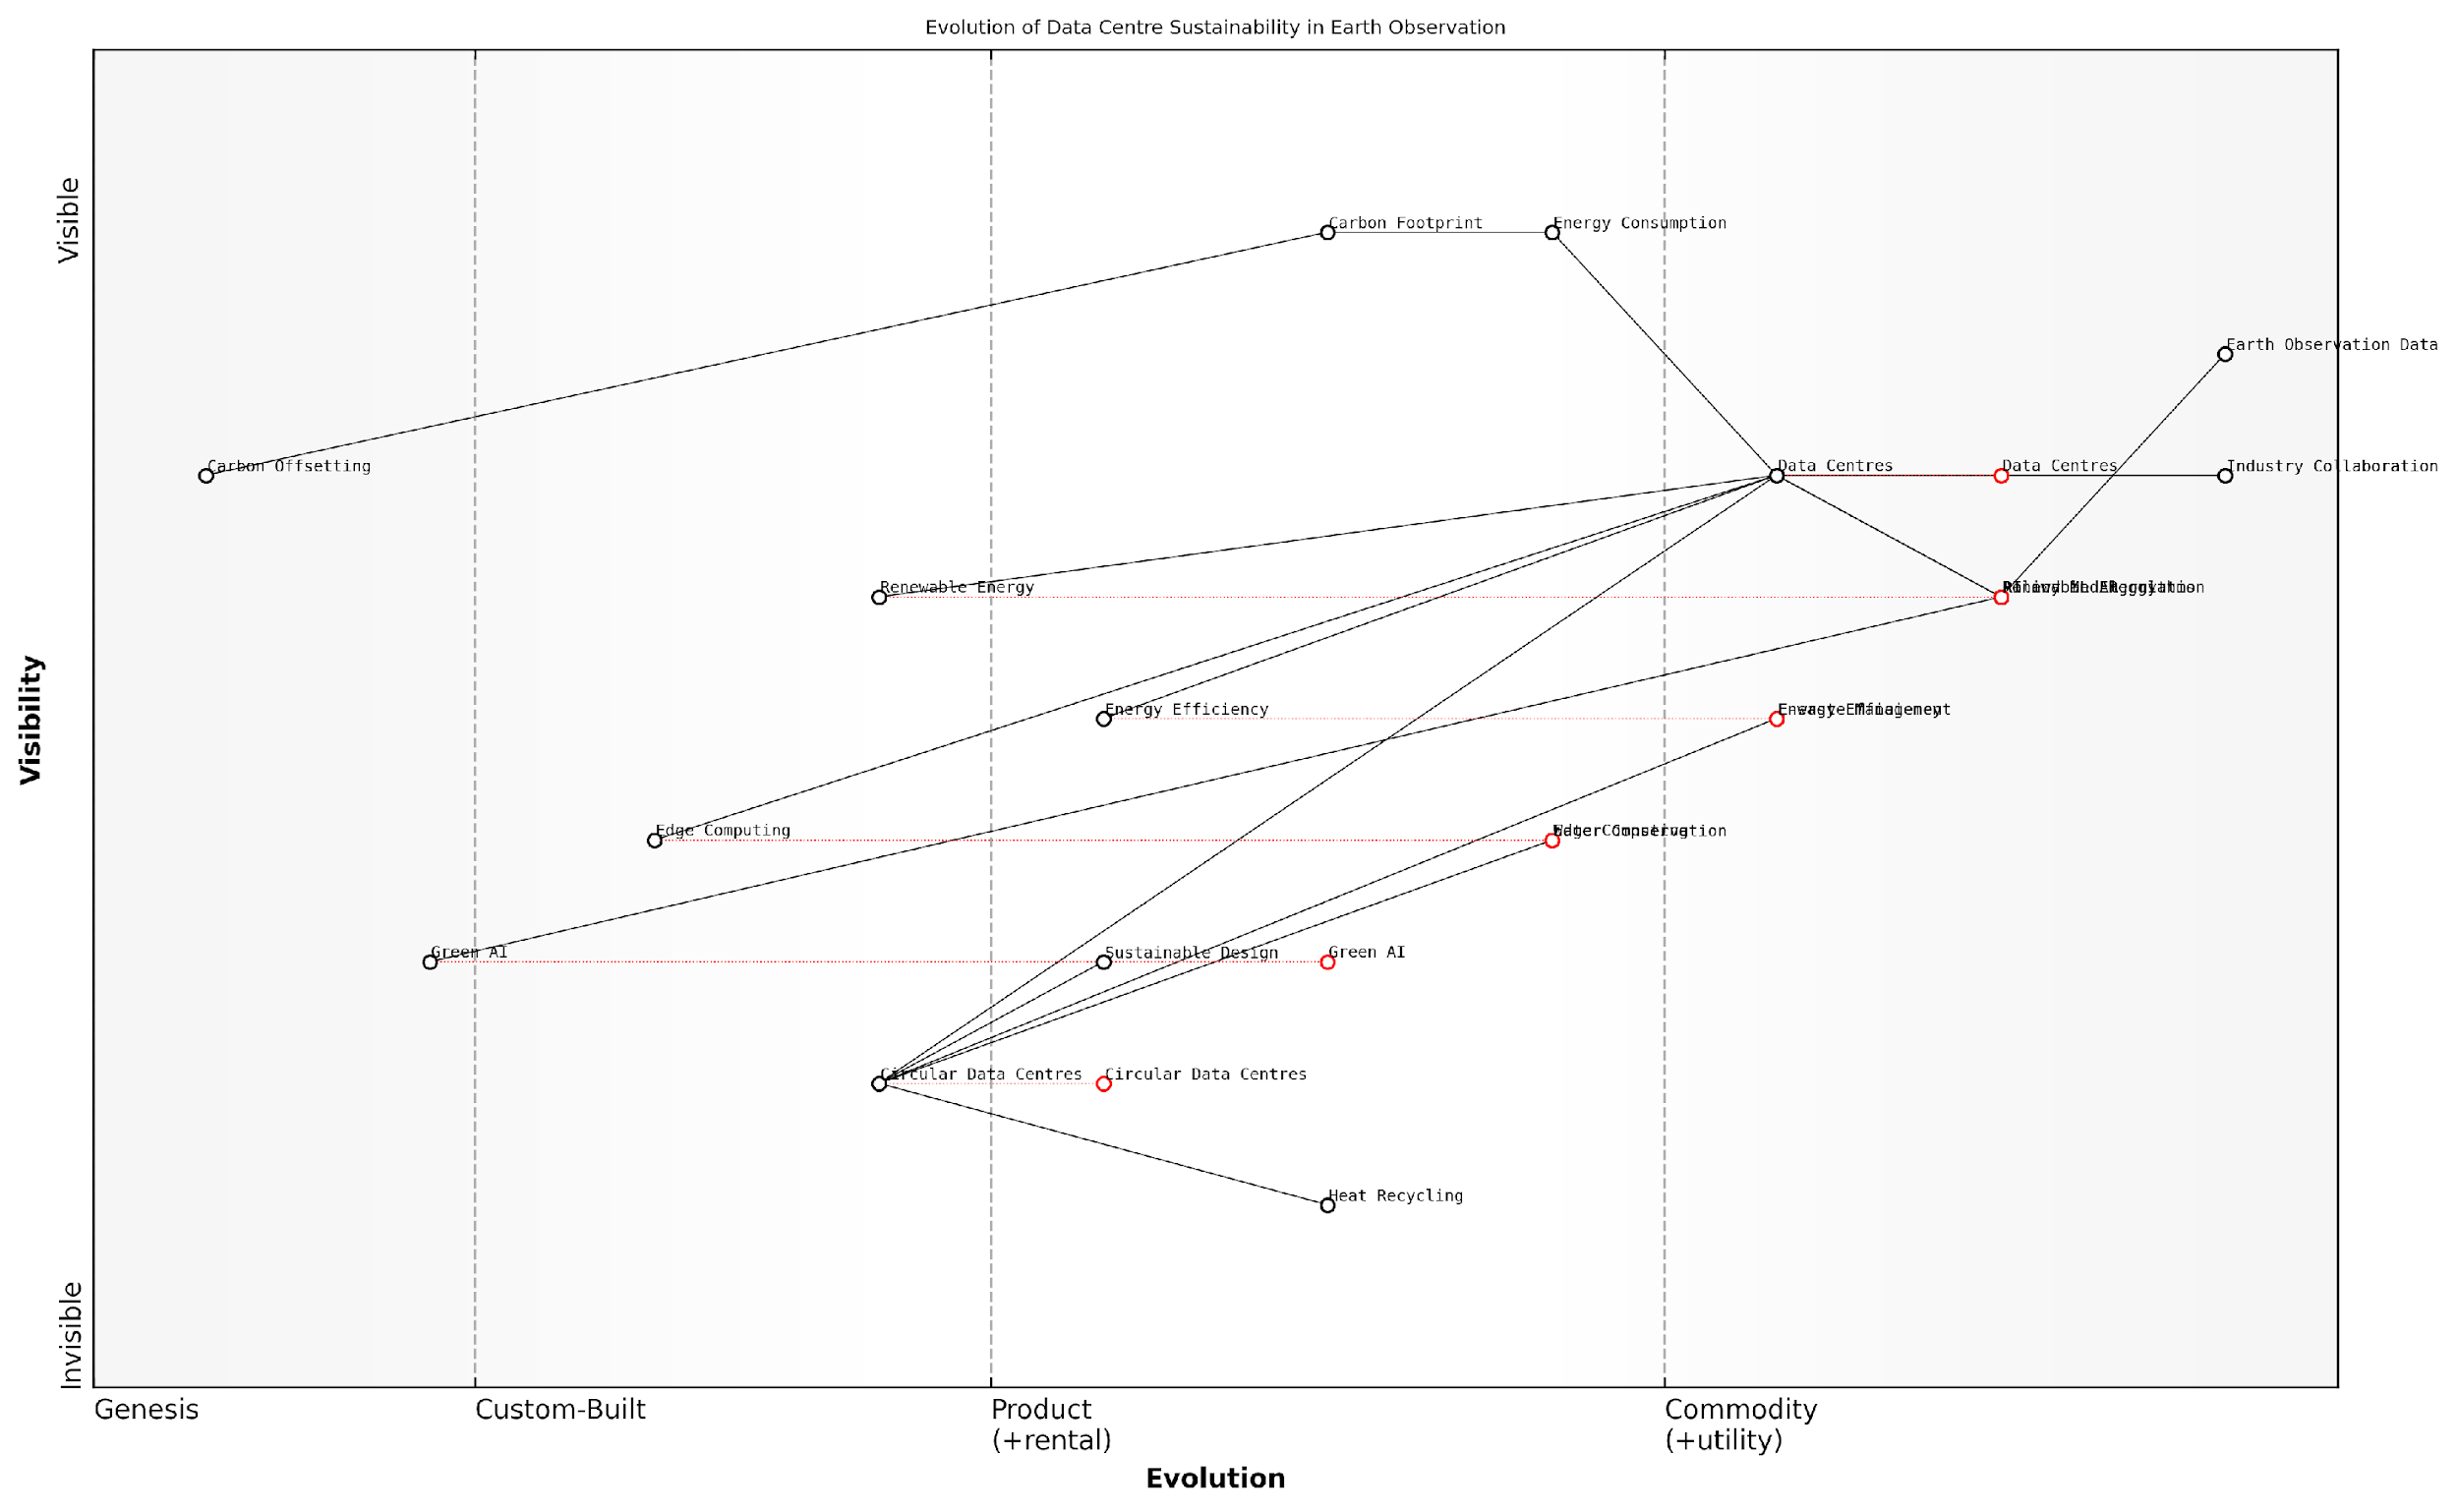 Evolution of Data Centre Sustainability in Earth Observation
Visible
Carbon Footprint
Energy Consumption
Earth Observation Data
Carbon Offsetting
Data Centres
Data Centres
Industry Collaboration
Renewable Energy
Energy Efficiency
Visibility
Edge Computing
Green AI
Sustainable Design
Green AI
Circular Data Centres
Circular Data Centres
Heat Recycling
Invisible
Genesis
Custom-Built
Product
(+rental)
Commodity
(+utility)
Evolution